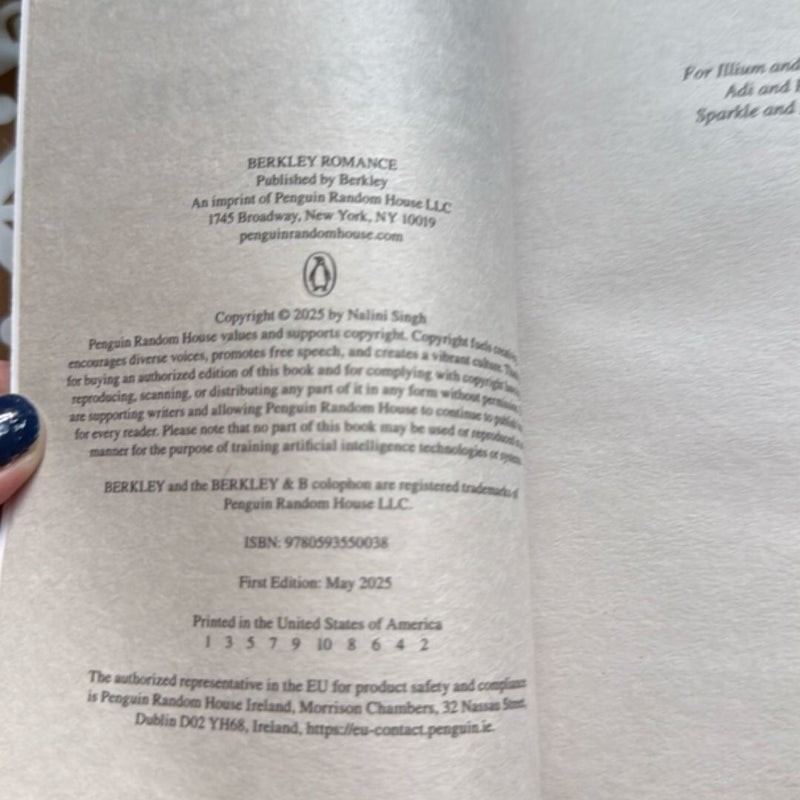 BERKLEY ROMANCE
Published by Berkley
An imprint of Penguin Random House LLC
1745 Broadway, New York, NY 10019
penguinrandomhouse.com
Copyright © 2025 by Nalini Singh
Penguin Random House values and supports copyright. Copyright fuels
encourages diverse voices, promotes free speech, and creates a vibrant culture.
for buying an authorized edition of this book and for complying with copyright
reproducing, scanning, or distributing any part of it in any form without
are supporting writers and allowing Penguin Random House to continue to
for every reader. Please note that no part of this book may be used or reproduced
manner for the purpose of training artificial intelligence technologies or
BERKLEY and the BERKLEY & B colophon are registered trademarks of
Penguin Random House LLC.
ISBN: 9780593550038
First Edition: May 2025
Printed in the United States of America
1 3 5 7 9 10 8 6 4 2
The authorized representative in the EU for product safety and compliance
is Penguin Random House Ireland, Morrison Chambers, 32 Nassau Street,
Dublin D02 YH68, Ireland, https://eu-contact.penguin.ie.
For Illium and
Adi and
Sparkle and